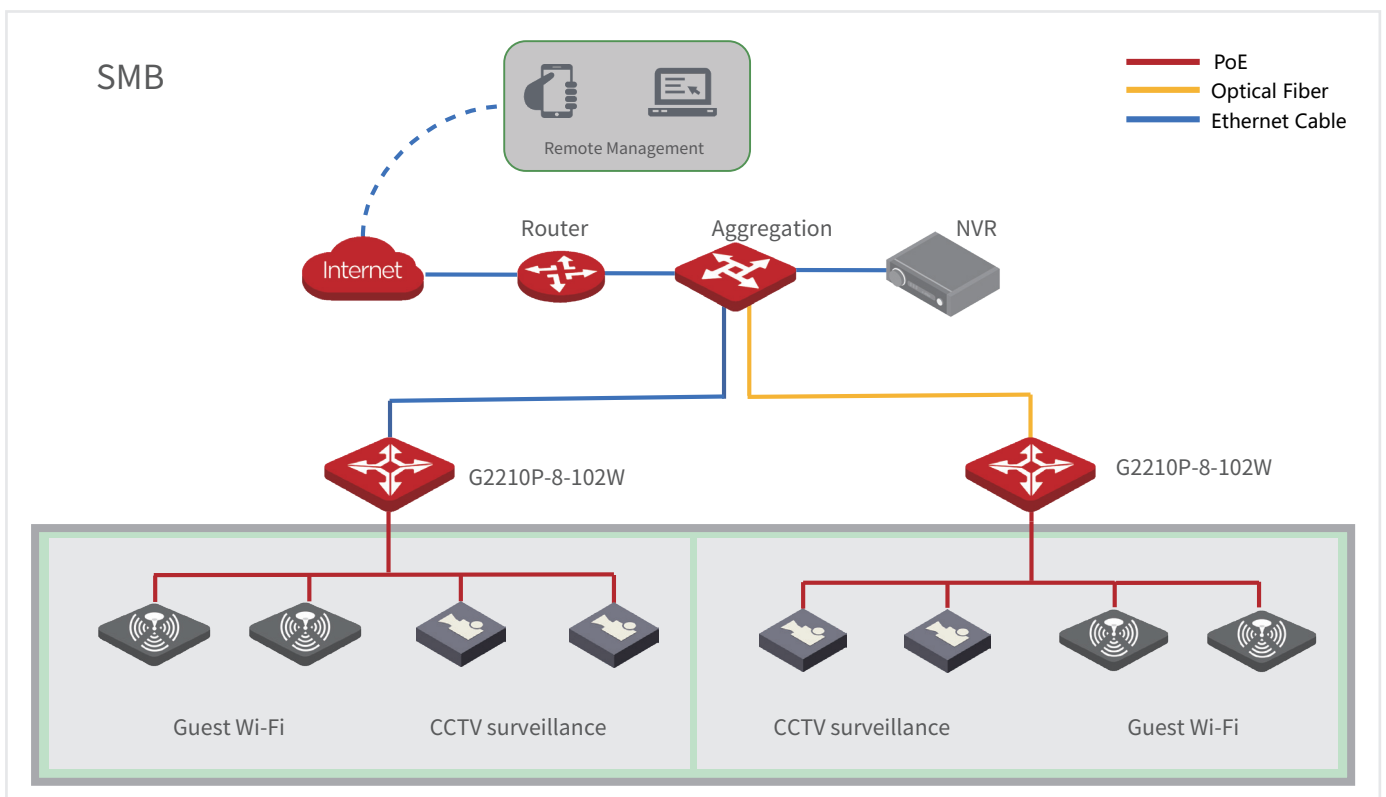 SMB
PoE
Optical Fiber
Ethernet Cable
Remote Management
Router
Aggregation
NVR
Internet
G2210P-8-102W
G2210P-8-102W
Guest Wi-Fi
CCTV surveillance
CCTV surveillance
Guest Wi-Fi